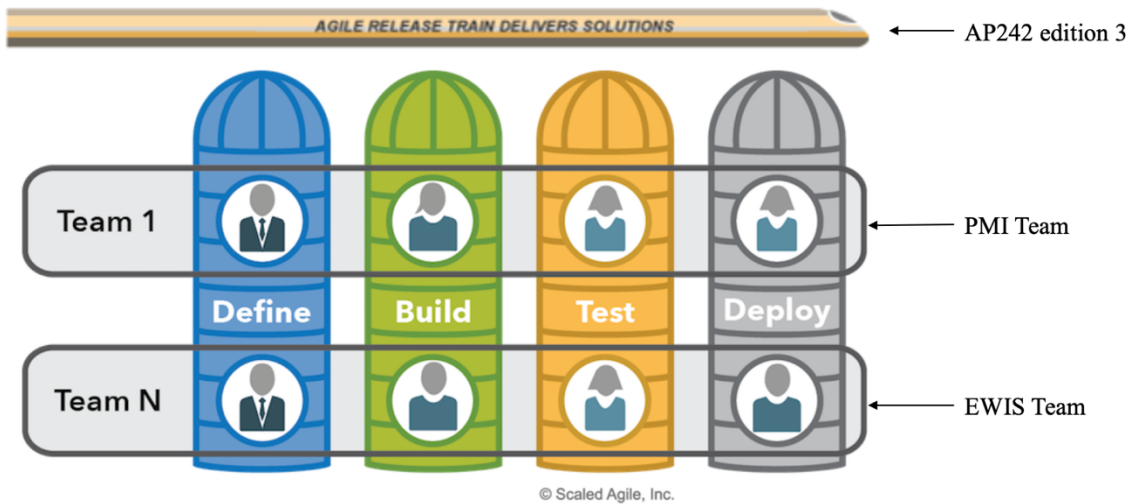 AGILE RELEASE TRAIN DELIVERS SOLUTIONS
AP242 edition 3
Team 1
PMI Team
Define
Build
Test
Deploy
Team N
EWIS Team
© Scaled Agile, Inc.